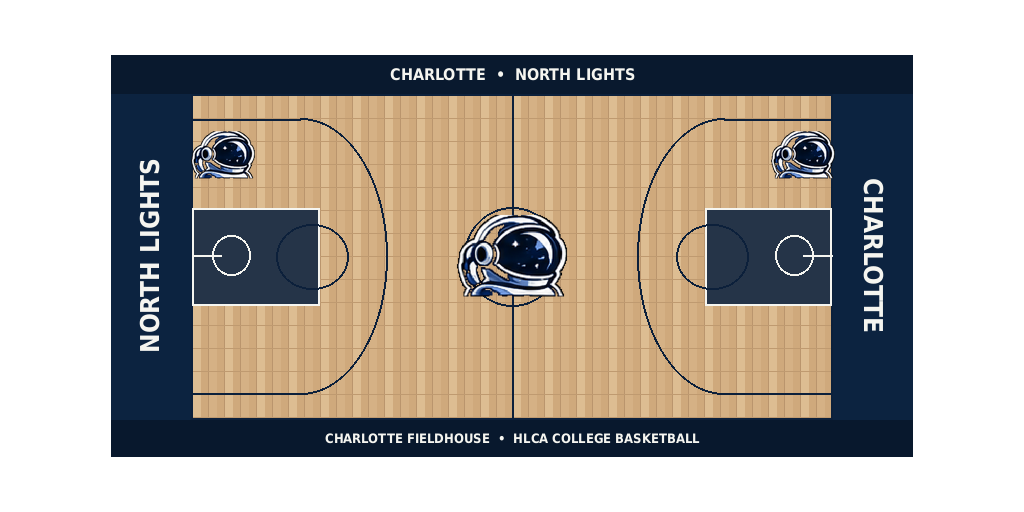 CHARLOTTE • NORTH LIGHTS
NORTH LIGHTS
CHARLOTTE
CHARLOTTE FIELDHOUSE • HLCA COLLEGE BASKETBALL